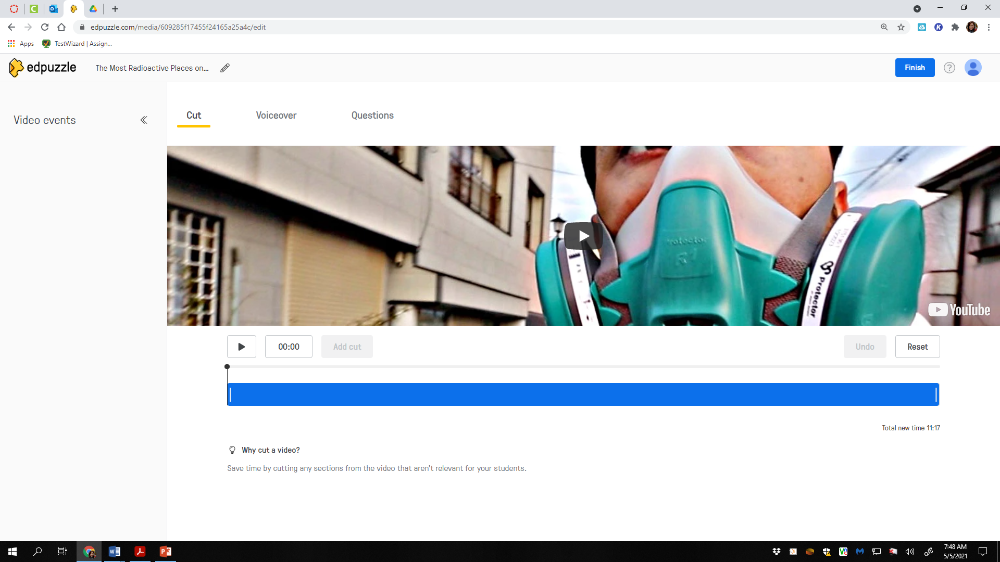 edpuzzle.com/media/609285f17455f24165a25a4c/edit
Apps
TestWizard | Assign...
edpuzzle
The Most Radioactive Places on...
Finish
?
Video events
Cut
Voiceover
Questions
Protector
YouTube
00:00
Add cut
Undo
Reset
Total new time 11:17
Why cut a video?
Save time by cutting any sections from the video that aren't relevant for your students.
7:48 AM
5/5/2021